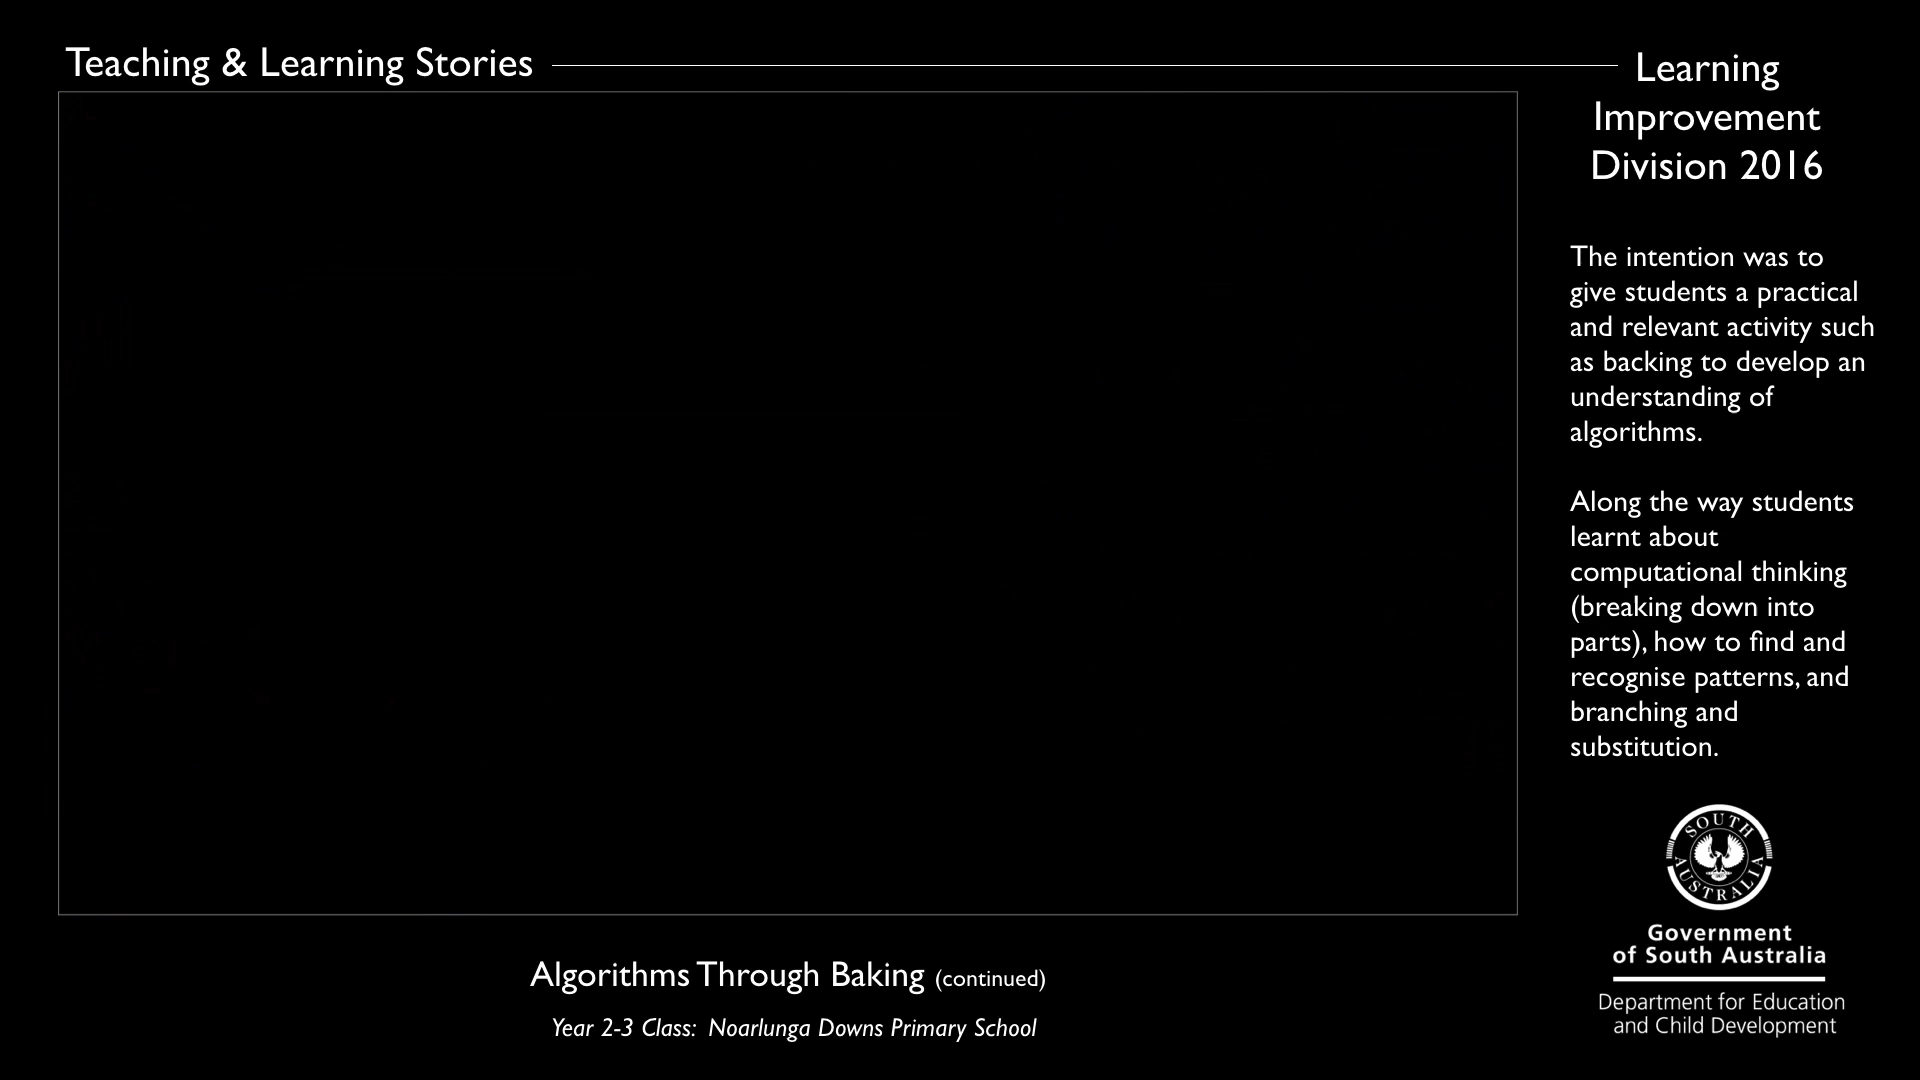 Teaching & Learning Stories
Learning
Improvement
Division 2016
The intention was to
give students a practical
and relevant activity such
as backing to develop an
understanding of
algorithms.
Along the way students
learnt about
computational thinking
(breaking down into
parts), how to find and
recognise patterns, and
branching and
substitution.
SOUTH
AUSTRALIA
Government
of South Australia
Department for Education
and Child Development
Algorithms Through Baking (continued)
Year 2-3 Class: Noarlunga Downs Primary School